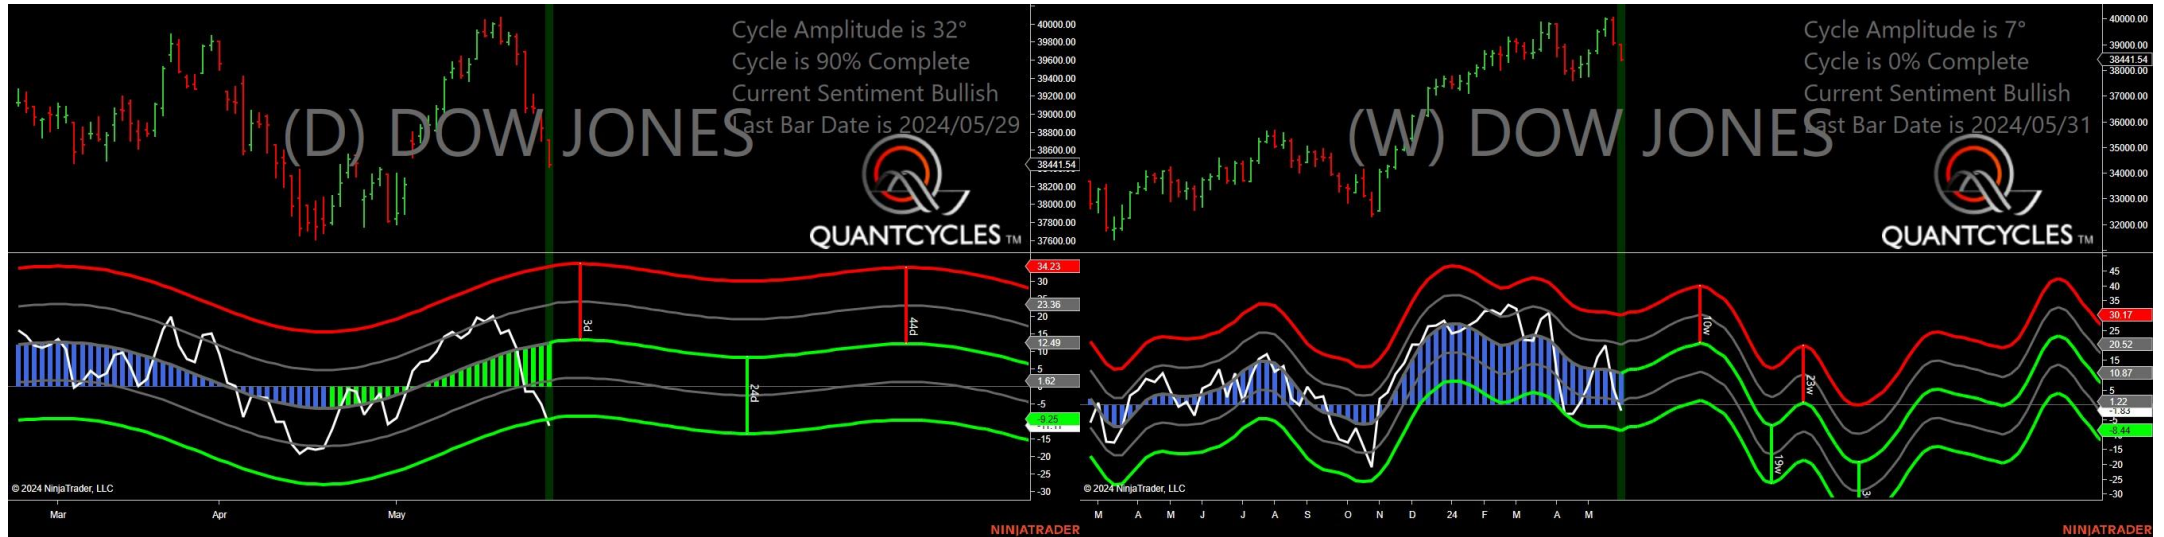 Cycle Amplitude is 32°
Cycle is 90% Complete
Current Sentiment Bullish
Last Bar Date is 2024/05/29
(D) DOW JONES
QUANTCYCLES TM
40000.00
39800.00
39600.00
39400.00
39200.00
39000.00
38800.00
38600.00
38441.54
38200.00
38000.00
37800.00
37600.00
34.23
30
23.36
20
15
12.49
10
5
1.62
-5
-9.25
-15
-20
-25
-30
3d
24d
44d
© 2024 NinjaTrader, LLC
Mar Apr May
NINJATRADER
Cycle Amplitude is 7°
Cycle is 0% Complete
Current Sentiment Bullish
Last Bar Date is 2024/05/31
(W) DOW JONES
QUANTCYCLES TM
40000.00
39000.00
38441.54
37000.00
36000.00
35000.00
34000.00
33000.00
32000.00
45
40
35
30.17
25
20.52
15
10.87
5
1.22
-1.83
-8.44
-15
-20
-25
-30
10w
19w
23w
© 2024 NinjaTrader, LLC
M A M J J A S O N D 24 F M A M
NINJATRADER